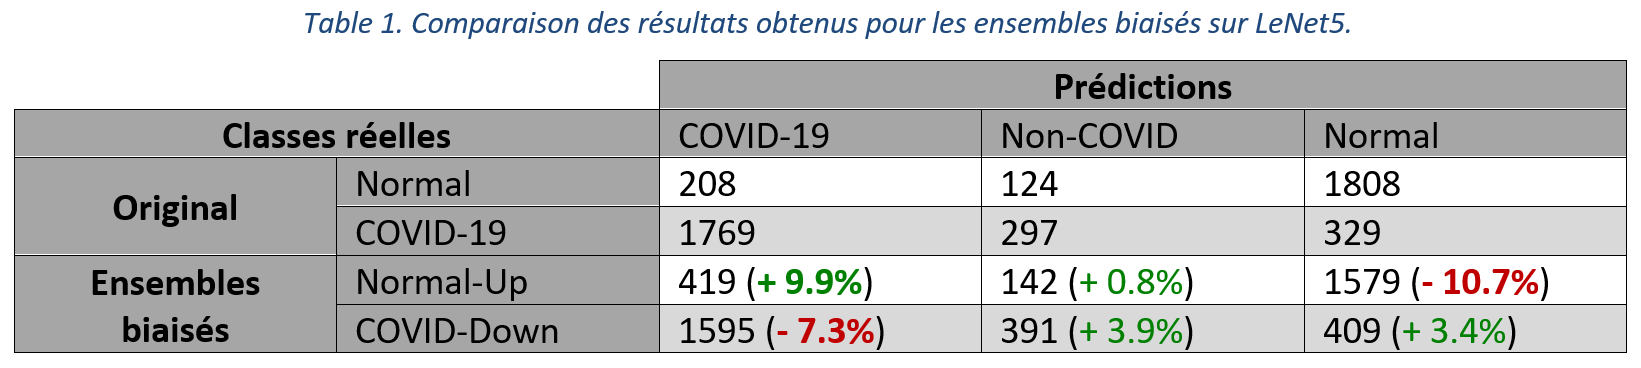 Table 1. Comparaison des résultats obtenus pour les ensembles biaisés sur LeNet5.
Prédictions
Classes réelles COVID-19 Non-COVID Normal
Original Normal 208 124 1808
COVID-19 1769 297 329
Ensembles biaisés Normal-Up 419 (+ 9.9%) 142 (+ 0.8%) 1579 (- 10.7%)
COVID-Down 1595 (- 7.3%) 391 (+ 3.9%) 409 (+ 3.4%)